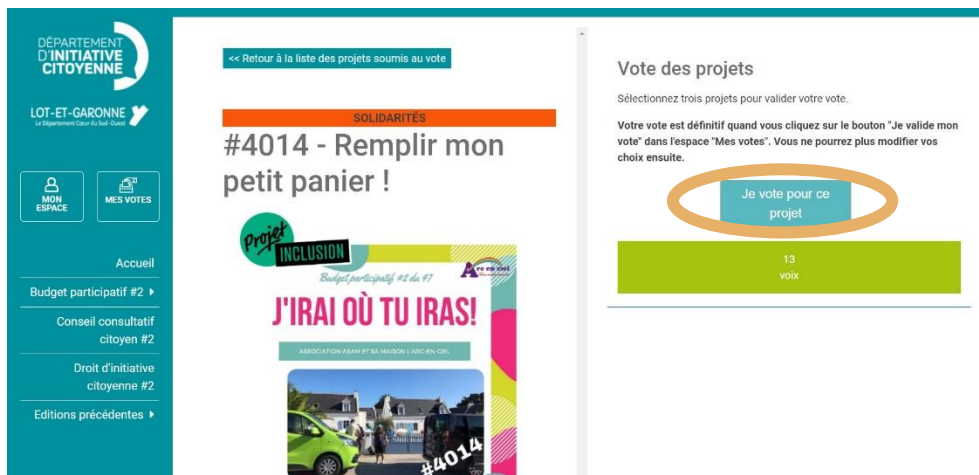 DÉPARTEMENT
D'INITIATIVE
CITOYENNE
LOT-ET-GARONNE
Le Département Cœur du Sud-Ouest
MON
ESPACE
MES VOTES
Accueil
Budget participatif #2
Conseil consultatif
citoyen #2
Droit d'initiative
citoyenne #2
Editions précédentes
<< Retour à la liste des projets soumis au vote
SOLIDARITÉS
#4014 - Remplir mon
petit panier !
Projet
INCLUSION
Budget participatif #2 du 47
Arc en ciel
J'IRAI OÙ TU IRAS!
ASSOCIATION ASAM ET SA MAISON L'ARC-EN-CIEL
#4014
Vote des projets
Sélectionnez trois projets pour valider votre vote.
Votre vote est définitif quand vous cliquez sur le bouton "Je valide mon
vote" dans l'espace "Mes votes". Vous ne pourrez plus modifier vos
choix ensuite.
Je vote pour ce
projet
13
voix